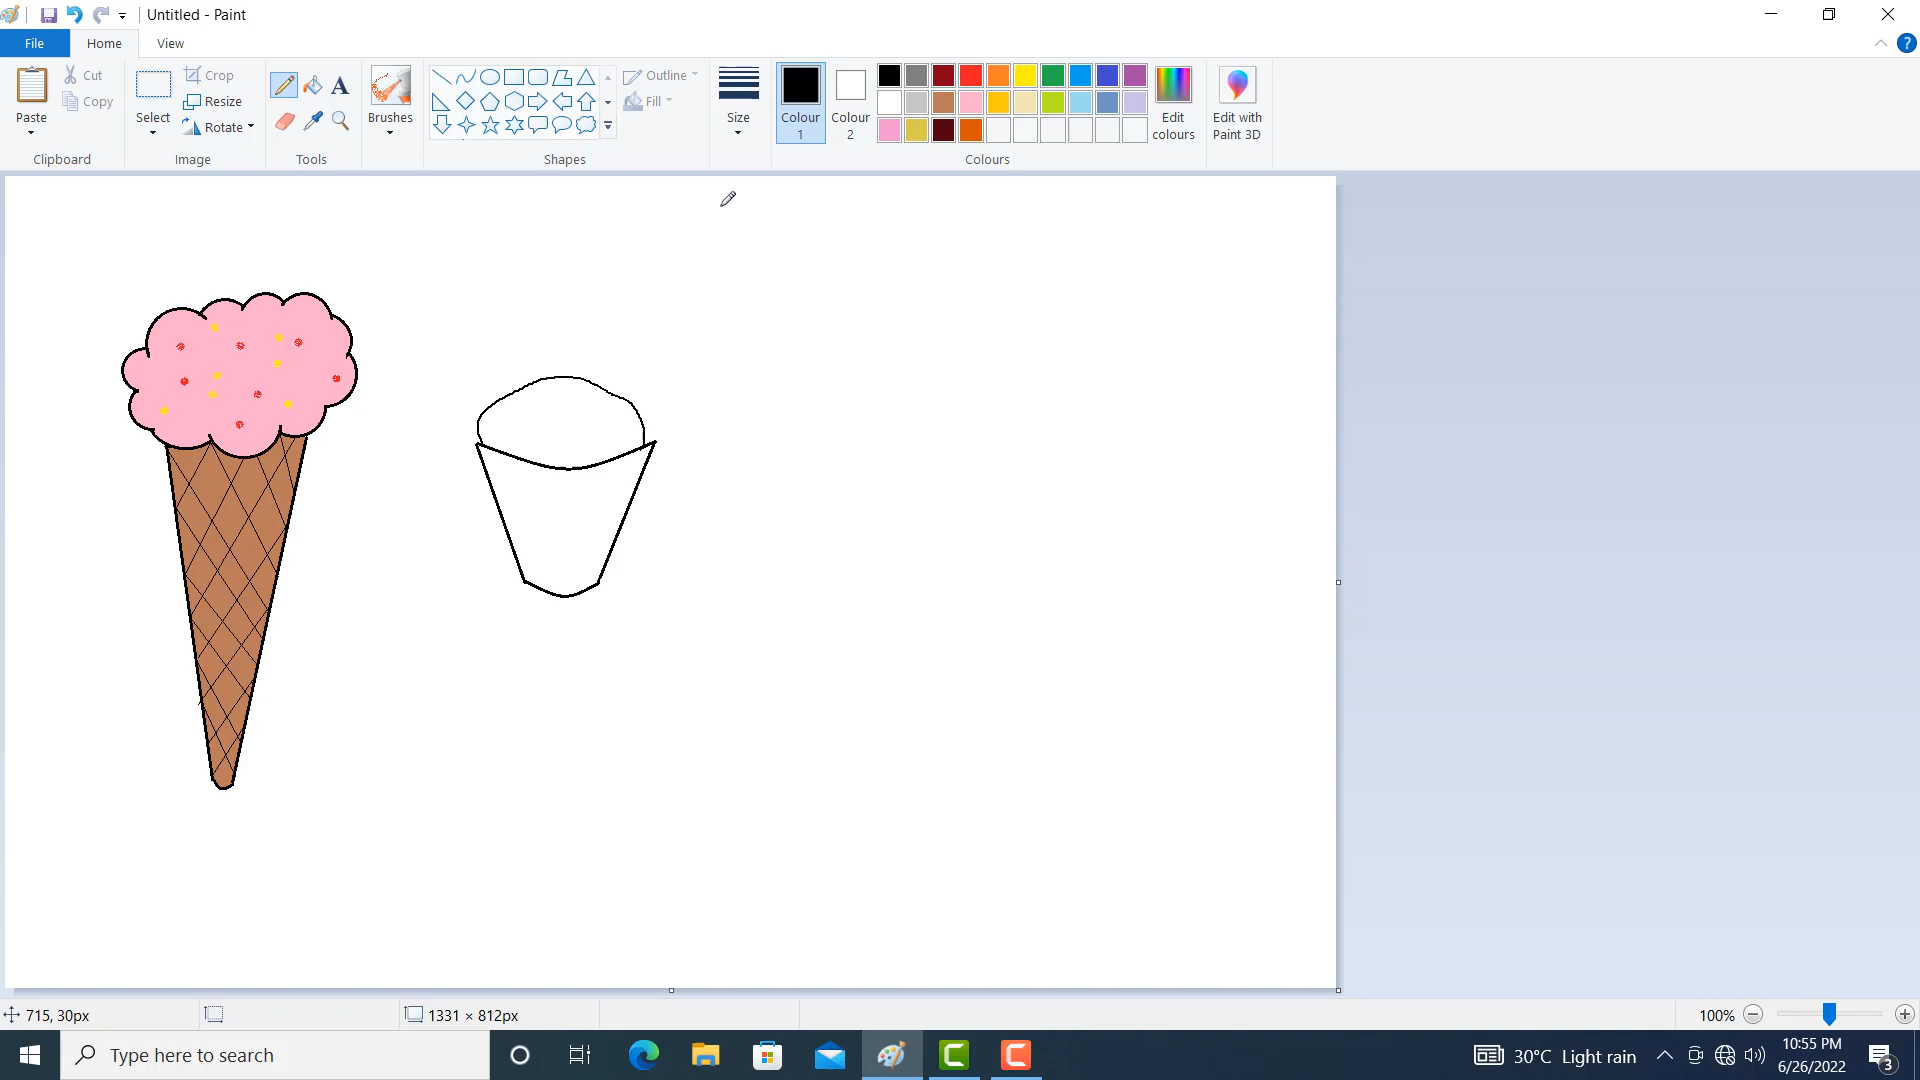 Untitled - Paint
File Home View
Paste
Cut
Copy
Clipboard
Select
Crop
Resize
Rotate
Image
A
Tools
Brushes
Outline
Fill
Shapes
Size
Colour 1
Colour 2
Edit colours
Colours
Edit with Paint 3D
?
715, 30px
1331 × 812px
100%
Type here to search
30°C Light rain
10:55 PM
6/26/2022
3